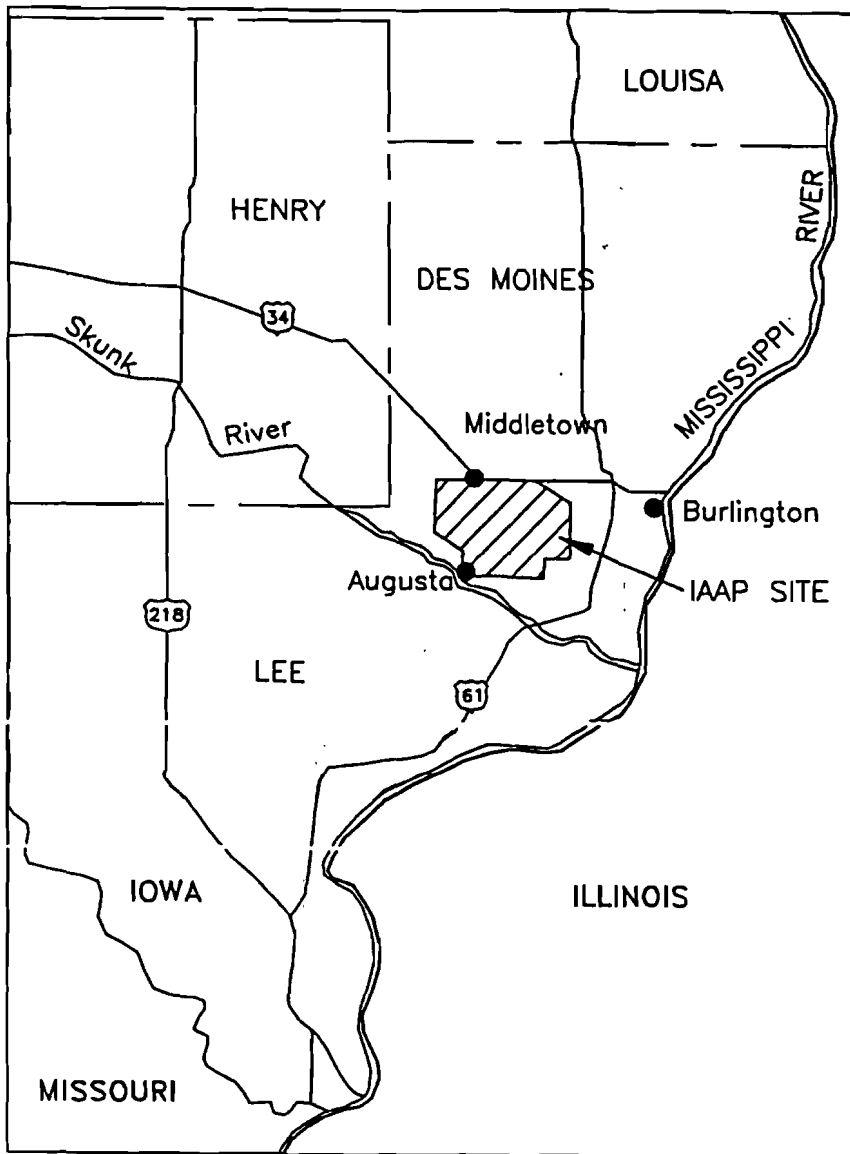 LOUISA
HENRY
RIVER
DES MOINES
34
Skunk
MISSISSIPPI
River
Middletown
Burlington
Augusta
IAAP SITE
218
LEE
61
IOWA
ILLINOIS
MISSOURI